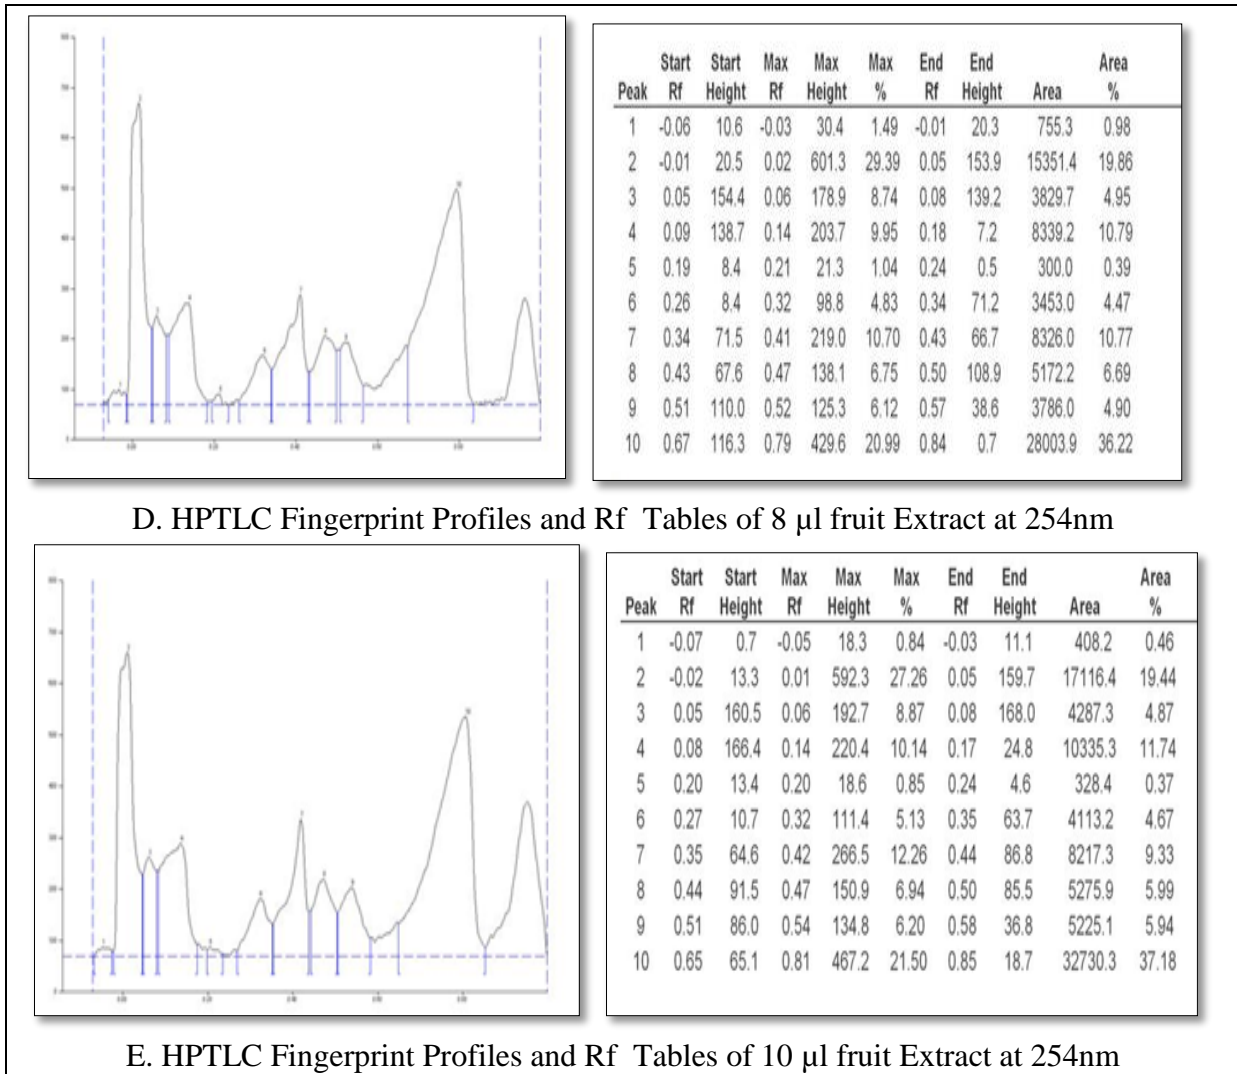 Start Start Max Max Max End End Area
Peak Rf Height Rf Height % Rf Height Area %
1 -0.06 10.6 -0.03 30.4 1.49 -0.01 20.3 755.3 0.98
2 -0.01 20.5 0.02 601.3 29.39 0.05 153.9 15351.4 19.86
3 0.05 154.4 0.06 178.9 8.74 0.08 139.2 3829.7 4.95
4 0.09 138.7 0.14 203.7 9.95 0.18 7.2 8339.2 10.79
5 0.19 8.4 0.21 21.3 1.04 0.24 0.5 300.0 0.39
6 0.26 8.4 0.32 98.8 4.83 0.34 71.2 3453.0 4.47
7 0.34 71.5 0.41 219.0 10.70 0.43 66.7 8326.0 10.77
8 0.43 67.6 0.47 138.1 6.75 0.50 108.9 5172.2 6.69
9 0.51 110.0 0.52 125.3 6.12 0.57 38.6 3786.0 4.90
10 0.67 116.3 0.79 429.6 20.99 0.84 0.7 28003.9 36.22
D. HPTLC Fingerprint Profiles and Rf Tables of 8 µl fruit Extract at 254nm
Start Start Max Max Max End End Area
Peak Rf Height Rf Height % Rf Height Area %
1 -0.07 0.7 -0.05 18.3 0.84 -0.03 11.1 408.2 0.46
2 -0.02 13.3 0.01 592.3 27.26 0.05 159.7 17116.4 19.44
3 0.05 160.5 0.06 192.7 8.87 0.08 168.0 4287.3 4.87
4 0.08 166.4 0.14 220.4 10.14 0.17 24.8 10335.3 11.74
5 0.20 13.4 0.20 18.6 0.85 0.24 4.6 328.4 0.37
6 0.27 10.7 0.32 111.4 5.13 0.35 63.7 4113.2 4.67
7 0.35 64.6 0.42 266.5 12.26 0.44 86.8 8217.3 9.33
8 0.44 91.5 0.47 150.9 6.94 0.50 85.5 5275.9 5.99
9 0.51 86.0 0.54 134.8 6.20 0.58 36.8 5225.1 5.94
10 0.65 65.1 0.81 467.2 21.50 0.85 18.7 32730.3 37.18
E. HPTLC Fingerprint Profiles and Rf Tables of 10 µl fruit Extract at 254nm